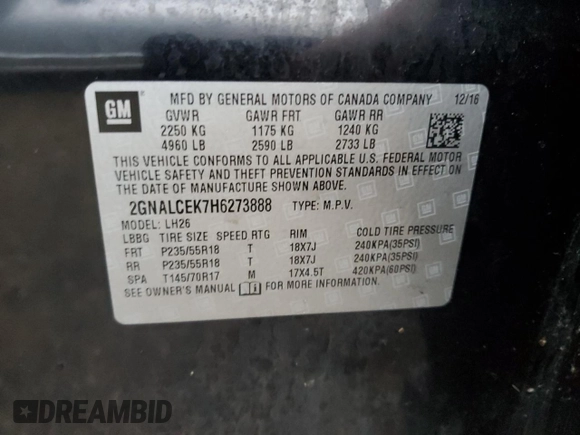 GM
MFD BY GENERAL MOTORS OF CANADA COMPANY 12/16
GVWR GAWR FRT GAWR RR
2250 KG 1175 KG 1240 KG
4960 LB 2590 LB 2733 LB
THIS VEHICLE CONFORMS TO ALL APPLICABLE U.S. FEDERAL MOTOR
VEHICLE SAFETY AND THEFT PREVENTION STANDARDS IN EFFECT ON
THE DATE OF MANUFACTURE SHOWN ABOVE.
2GNALCEK7H6273888 TYPE: M.P.V.
MODEL: LH26
LBBG TIRE SIZE SPEED RTG RIM COLD TIRE PRESSURE
FRT P235/55R18 T 18X7J 240KPA(35PSI)
RR P235/55R18 T 18X7J 240KPA(35PSI)
SPA T145/70R17 M 17X4.5T 420KPA(60PSI)
SEE OWNER'S MANUAL FOR MORE INFORMATION.
DREAMBID